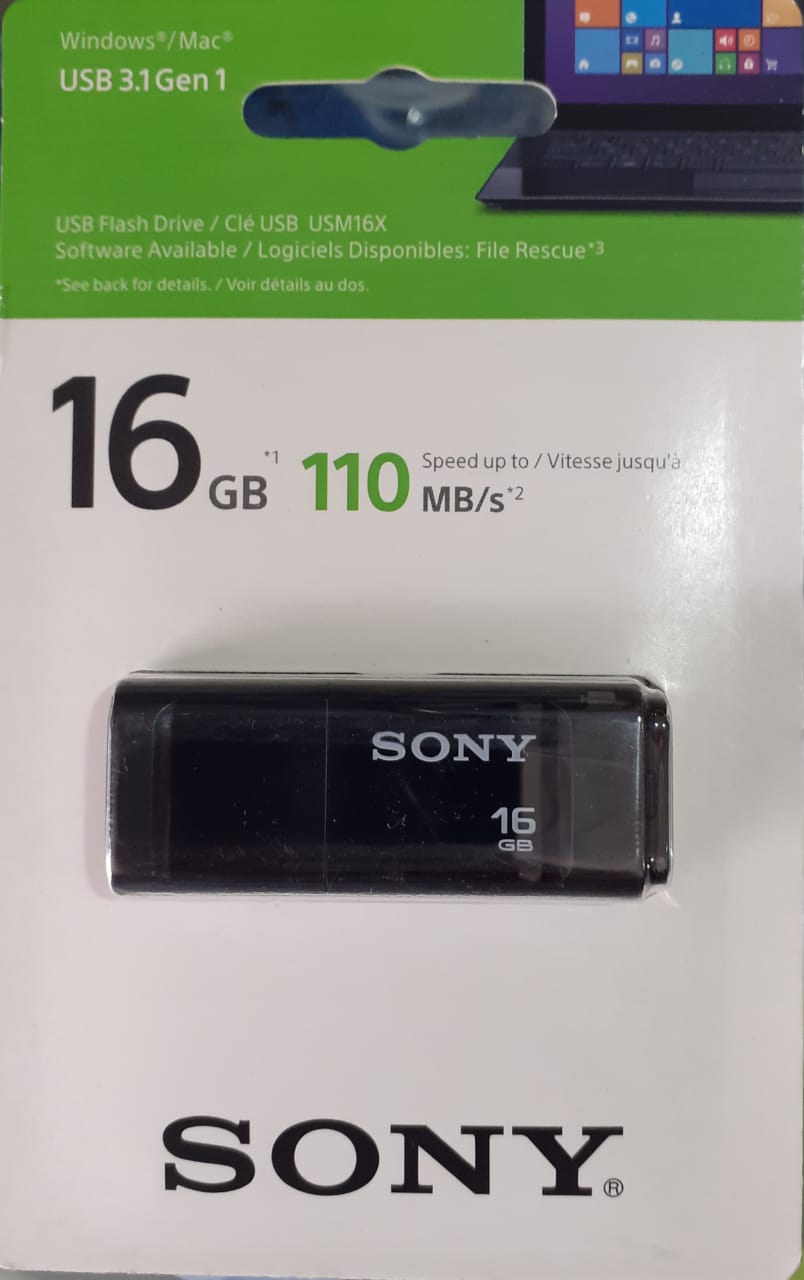 Windows®/Mac®
USB 3.1 Gen 1
USB Flash Drive / Clé USB USM16X
Software Available / Logiciels Disponibles: File Rescue*3
*See back for details. / Voir détails au dos.
16 GB*1 110 Speed up to / Vitesse jusqu'à
MB/s*2
SONY
16
GB
SONY®